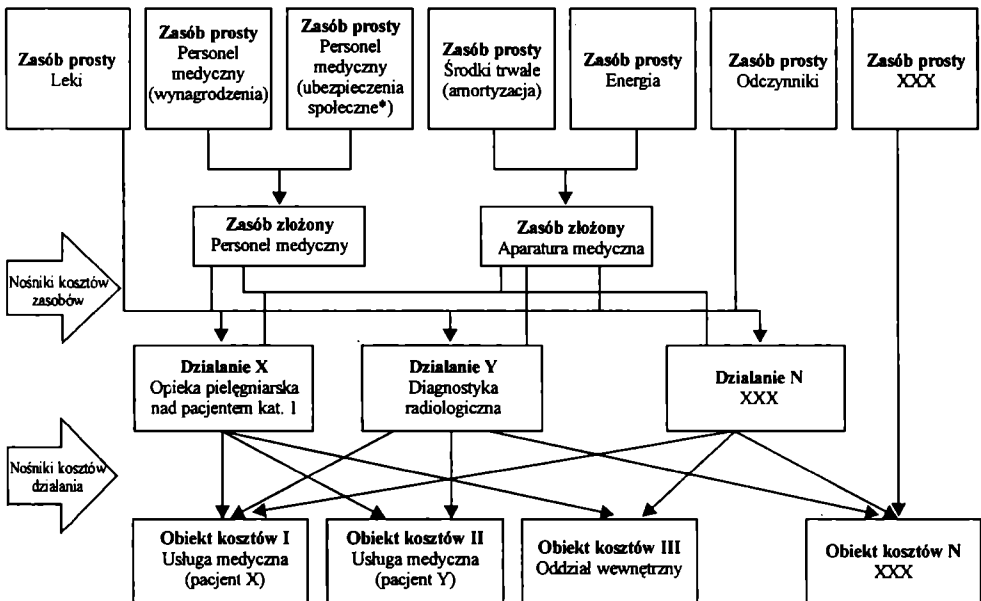 Zasób prosty
Leki
Zasób prosty
Personel
medyczny
(wynagrodzenia)
Zasób prosty
Personel
medyczny
(ubezpieczenia
społeczne*)
Zasób prosty
Środki trwałe
(amortyzacja)
Zasób prosty
Energia
Zasób prosty
Odczynniki
Zasób prosty
XXX
Zasób złożony
Personel medyczny
Zasób złożony
Aparatura medyczna
Nośniki kosztów
zasobów
Działanie X
Opieka pielęgniarska
nad pacjentem kat. 1
Działanie Y
Diagnostyka
radiologiczna
Działanie N
XXX
Nośniki kosztów
działania
Obiekt kosztów I
Usługa medyczna
(pacjent X)
Obiekt kosztów II
Usługa medyczna
(pacjent Y)
Obiekt kosztów III
Oddział wewnętrzny
Obiekt kosztów N
XXX